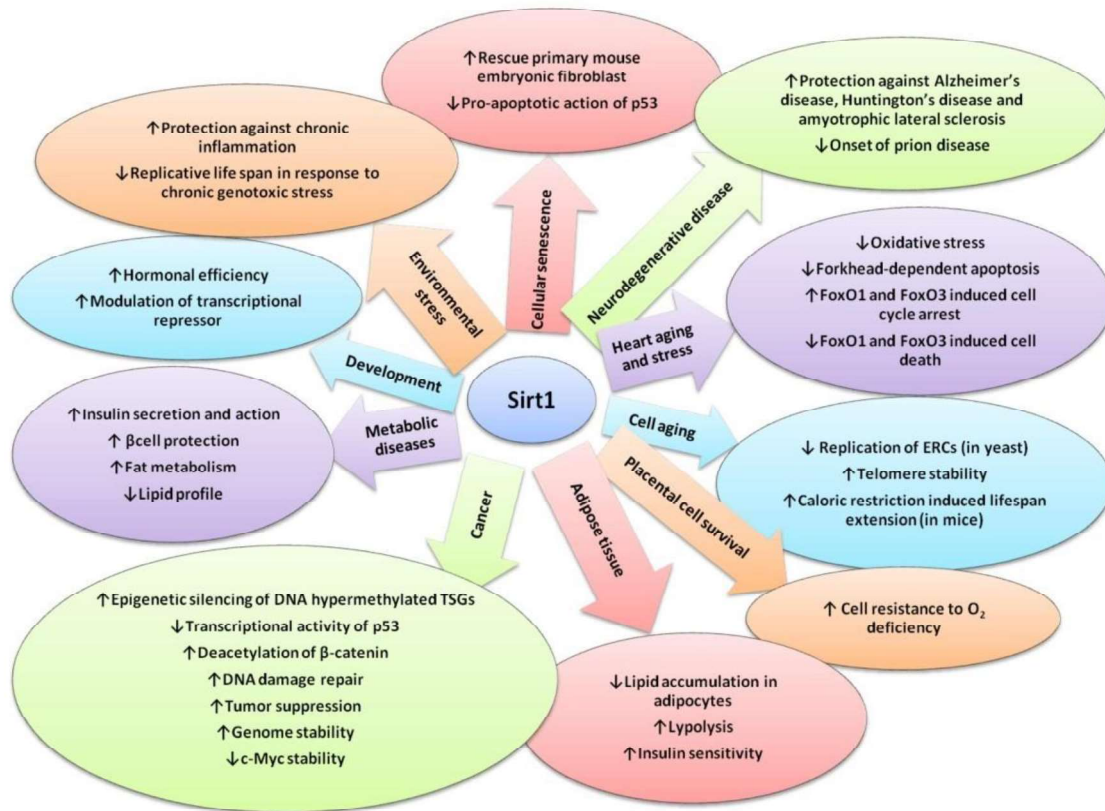 ↑Rescue primary mouse
embryonic fibroblast
↓Pro-apoptotic action of p53
↑Protection against Alzheimer's
disease, Huntington's disease and
amyotrophic lateral sclerosis
↓Onset of prion disease
↑Protection against chronic
inflammation
↓Replicative life span in response to
chronic genotoxic stress
Cellular senescence
Neurodegenerative disease
Environmental
stress
↑Hormonal efficiency
↑Modulation of transcriptional
repressor
Development
Heart aging
and stress
↓Oxidative stress
↓Forkhead-dependent apoptosis
↑FoxO1 and FoxO3 induced cell
cycle arrest
↓FoxO1 and FoxO3 induced cell
death
Sirt1
↑Insulin secretion and action
↑ βcell protection
↑Fat metabolism
↓Lipid profile
Metabolic
diseases
Cell aging
↓ Replication of ERCs (in yeast)
↑Telomere stability
↑Caloric restriction induced lifespan
extension (in mice)
Cancer
Adipose tissue
Placental cell survival
↑Epigenetic silencing of DNA hypermethylated TSGs
↓Transcriptional activity of p53
↑Deacetylation of β-catenin
↑DNA damage repair
↑Tumor suppression
↑Genome stability
↓c-Myc stability
↓Lipid accumulation in
adipocytes
↑Lypolysis
↑Insulin sensitivity
↑ Cell resistance to O₂
deficiency